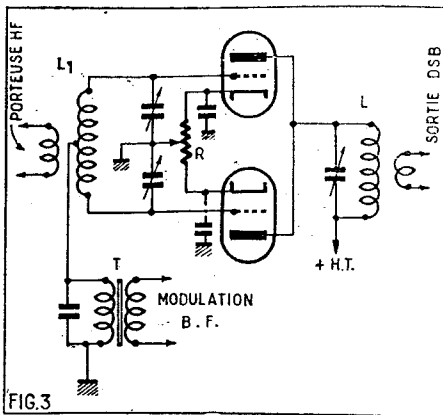 PORTEUSE HF
L1
R
L
SORTIE DSB
+ H.T.
T
MODULATION
B.F.
FIG.3